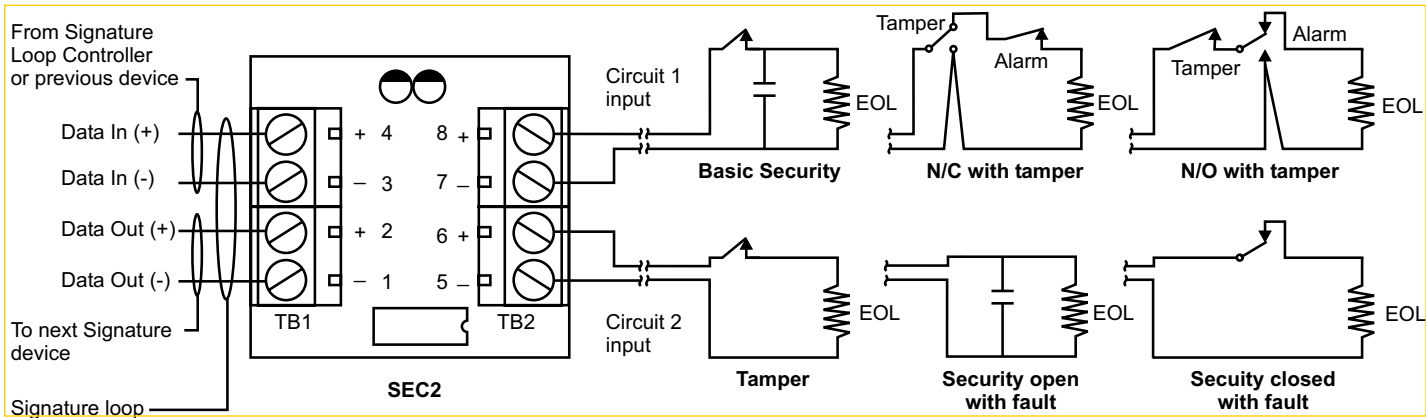 From Signature
Loop Controller
or previous device
Data In (+)
Data In (-)
Data Out (+)
Data Out (-)
To next Signature
device
Signature loop
+ 4
– 3
+ 2
– 1
8 +
7 –
6 +
5 –
TB1
TB2
SEC2
Circuit 1
input
EOL
Basic Security
Tamper
Alarm
EOL
N/C with tamper
Alarm
Tamper
EOL
N/O with tamper
Circuit 2
input
EOL
Tamper
EOL
Security open
with fault
EOL
Secuity closed
with fault